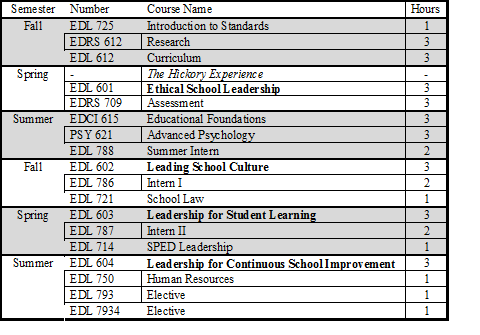 Semester Number Course Name Hours
Fall EDL 725 Introduction to Standards 1
EDRS 612 Research 3
EDL 612 Curriculum 3
Spring - The Hickory Experience -
EDL 601 Ethical School Leadership 3
EDRS 709 Assessment 3
Summer EDCI 615 Educational Foundations 3
PSY 621 Advanced Psychology 3
EDL 788 Summer Intern 2
Fall EDL 602 Leading School Culture 3
EDL 786 Intern I 2
EDL 721 School Law 1
Spring EDL 603 Leadership for Student Learning 3
EDL 787 Intern II 2
EDL 714 SPED Leadership 1
Summer EDL 604 Leadership for Continuous School Improvement 3
EDL 750 Human Resources 1
EDL 793 Elective 1
EDL 7934 Elective 1